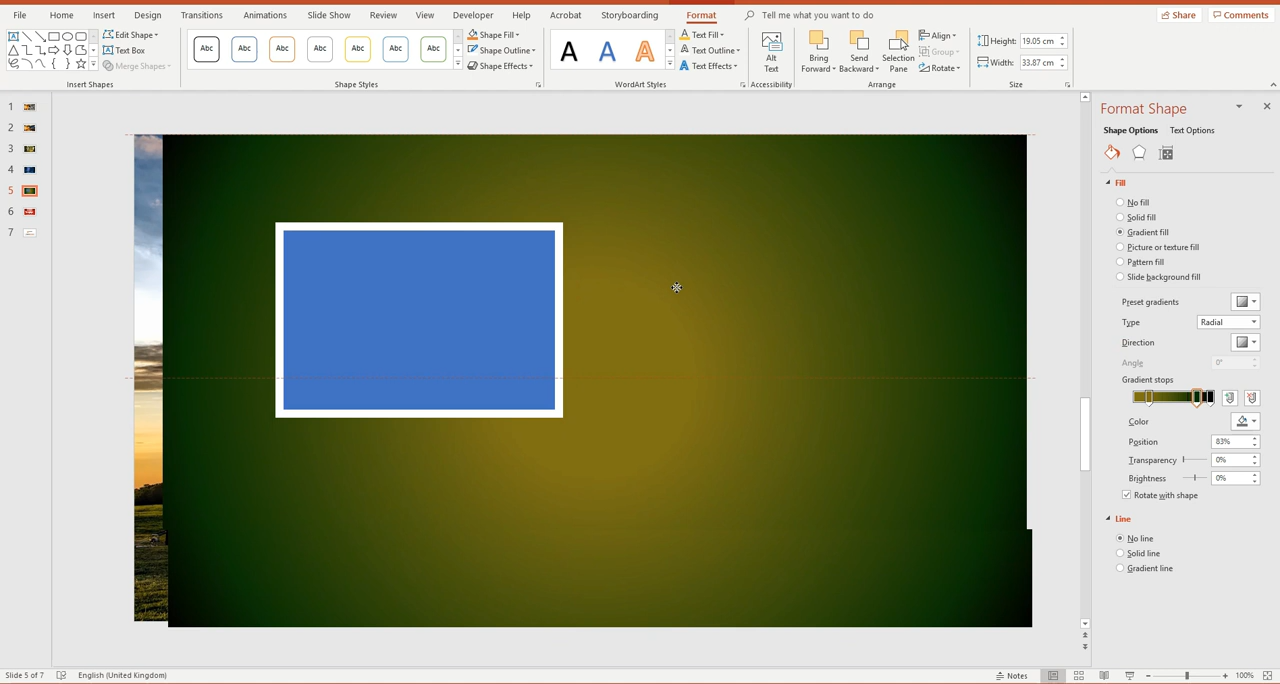 File Home Insert Design Transitions Animations Slide Show Review View Developer Help Acrobat Storyboarding Format Tell me what you want to do Share Comments
Edit Shape
Text Box
Merge Shapes
Insert Shapes
Abc Abc Abc Abc Abc Abc Abc
Shape Fill
Shape Outline
Shape Effects
Shape Styles
A A A
Text Fill
Text Outline
Text Effects
WordArt Styles
Alt Text
Accessibility
Bring Forward
Send Backward
Selection Pane
Align
Group
Rotate
Arrange
Height: 19.05 cm
Width: 33.87 cm
Size
1
2
3
4
5
6
7
Format Shape
Shape Options Text Options
Fill
No fill
Solid fill
Gradient fill
Picture or texture fill
Pattern fill
Slide background fill
Preset gradients
Type Radial
Direction
Angle 0°
Gradient stops
Color
Position 83%
Transparency 0%
Brightness 0%
Rotate with shape
Line
No line
Solid line
Gradient line
Slide 5 of 7 English (United Kingdom) Notes 100%